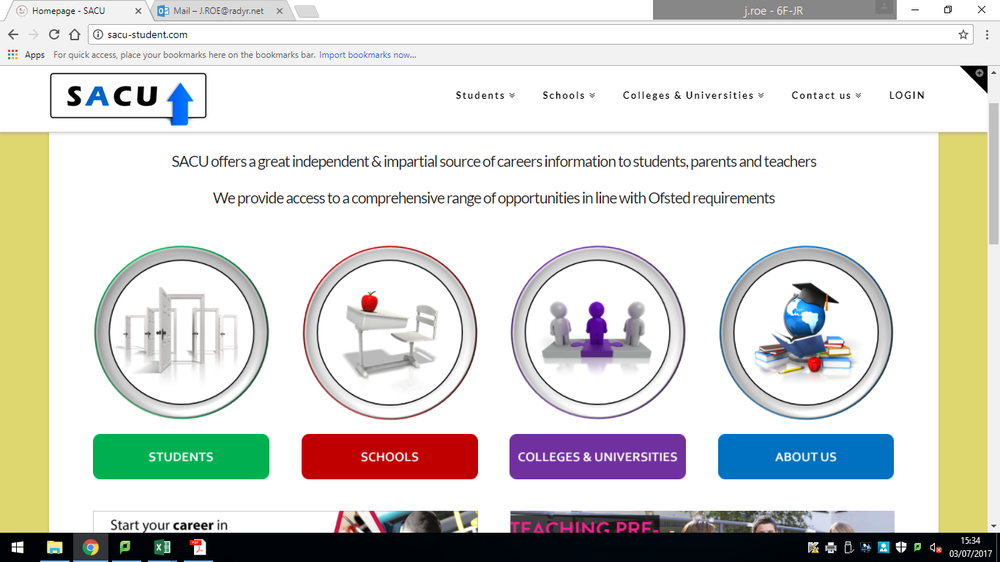 Homepage - SACU
Mail – J.ROE@radyr.net
j.roe - 6F-JR
sacu-student.com
Apps For quick access, place your bookmarks here on the bookmarks bar. Import bookmarks now...
SACU
Students Schools Colleges & Universities Contact us LOGIN
SACU offers a great independent & impartial source of careers information to students, parents and teachers
We provide access to a comprehensive range of opportunities in line with Ofsted requirements
STUDENTS SCHOOLS COLLEGES & UNIVERSITIES ABOUT US
Start your career in
TEACHING PRE-
15:34
03/07/2017